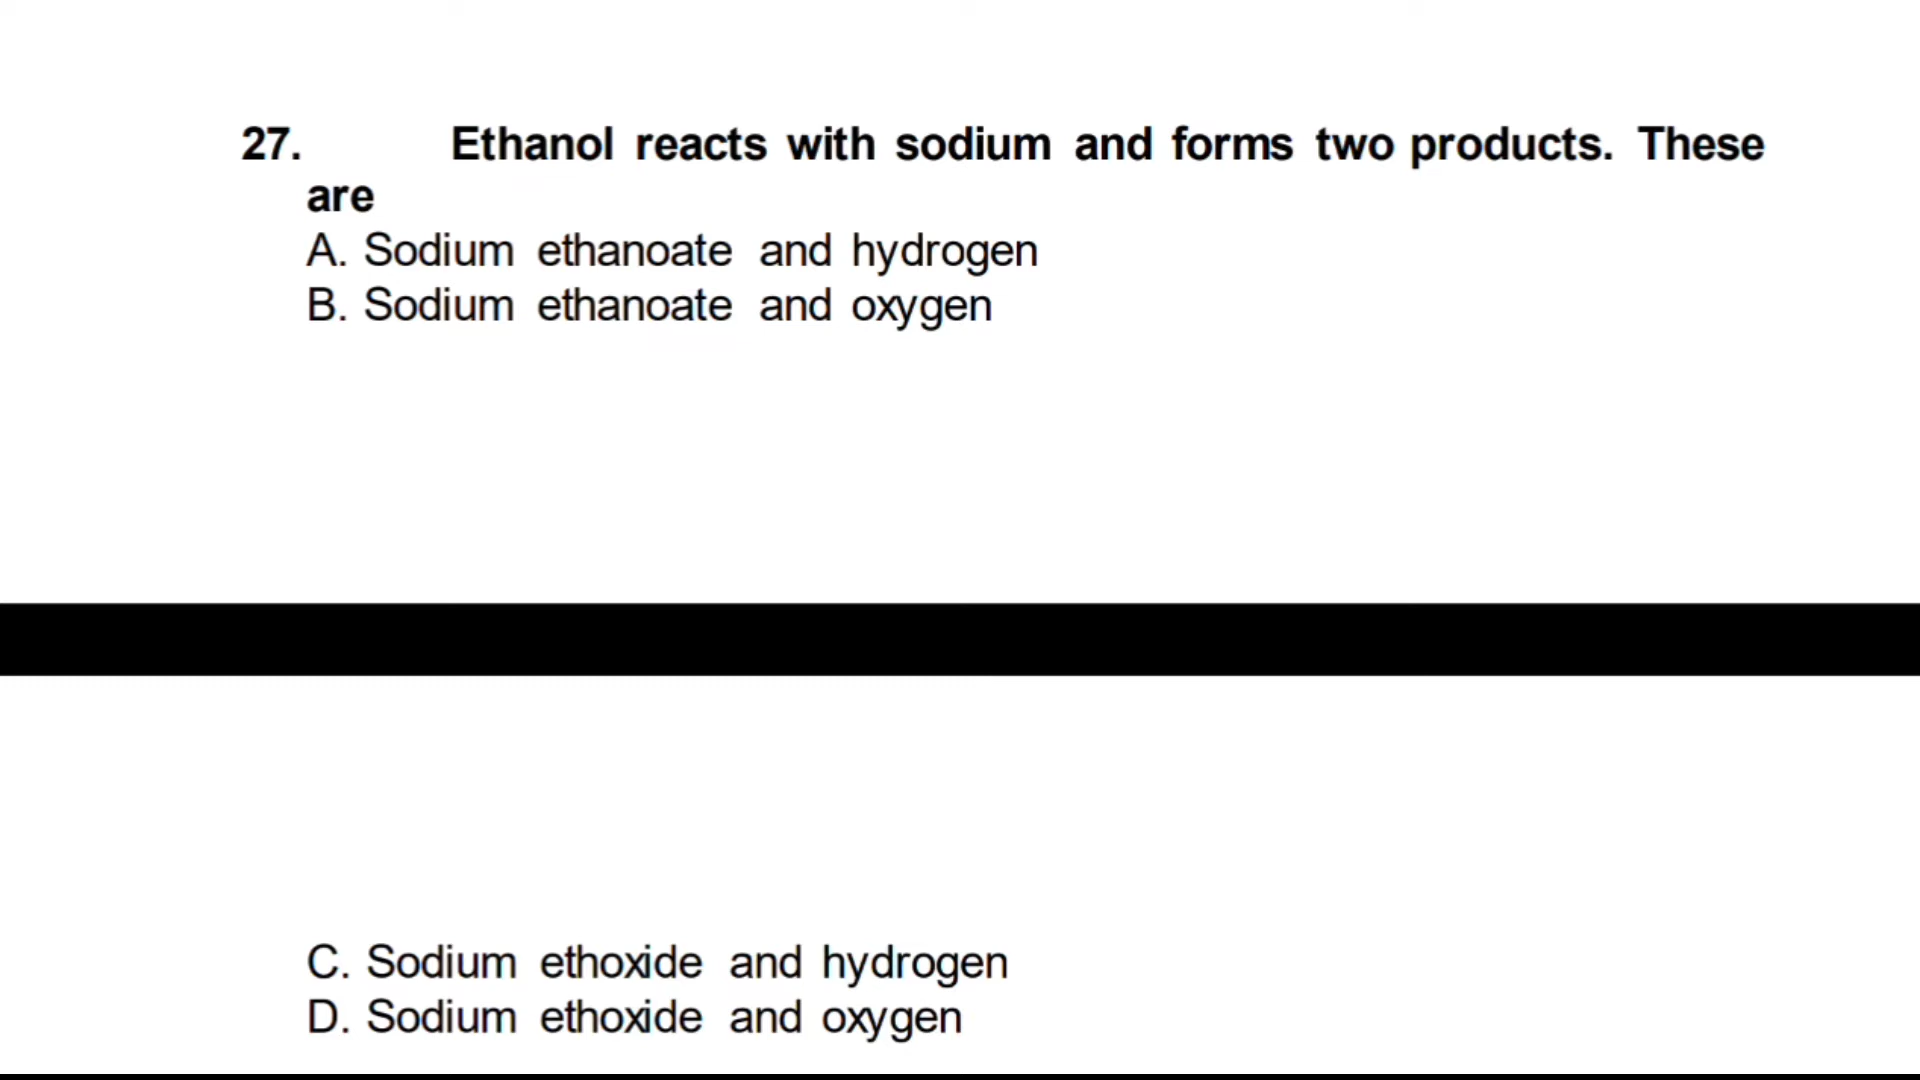 27. Ethanol reacts with sodium and forms two products. These
are
A. Sodium ethanoate and hydrogen
B. Sodium ethanoate and oxygen
C. Sodium ethoxide and hydrogen
D. Sodium ethoxide and oxygen